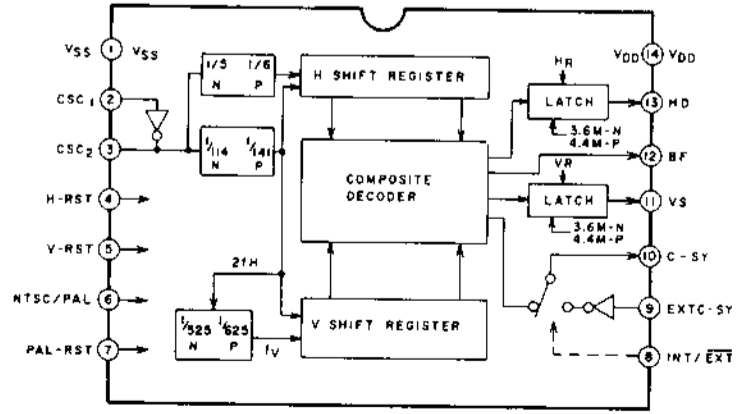 VSS 1 VSS
CSC1 2
CSC2 3
H-RST 4
V-RST 5
NTSC/PAL 6
PAL-RST 7
1/5 1/6
N P
1/114 1/141
N P
2fH
1/525 1/625
N P
fV
H SHIFT REGISTER
COMPOSITE
DECODER
V SHIFT REGISTER
HR
LATCH
3.6M-N
4.4M-P
VR
LATCH
3.6M-N
4.4M-P
VDD 14 VDD
13 HD
12 BF
11 VS
10 C-SY
9 EXTC-SY
8 INT/EXT